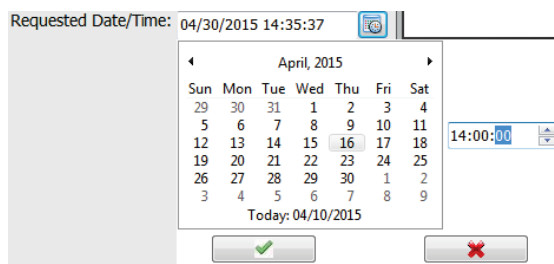 Requested Date/Time: 04/30/2015 14:35:37
April, 2015
Sun Mon Tue Wed Thu Fri Sat
29 30 31 1 2 3 4
5 6 7 8 9 10 11
12 13 14 15 16 17 18
19 20 21 22 23 24 25
26 27 28 29 30 1 2
3 4 5 6 7 8 9
Today: 04/10/2015
14:00:00